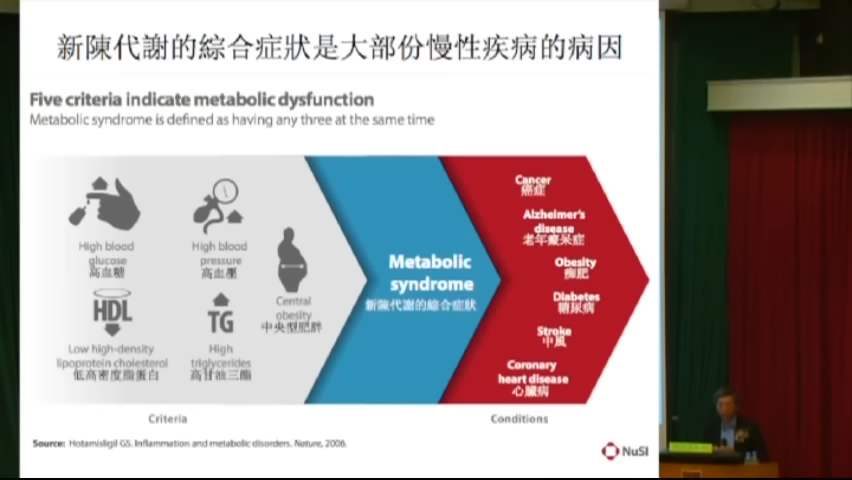 新陳代謝的綜合症狀是大部份慢性疾病的病因
Five criteria indicate metabolic dysfunction
Metabolic syndrome is defined as having any three at the same time
High blood
glucose
高血糖
High blood
pressure
高血壓
HDL
Low high-density
lipoprotein cholesterol
低高密度脂蛋白
TG
High
triglycerides
高甘油三酯
Central
obesity
中央型肥胖
Metabolic
syndrome
新陳代謝的綜合症狀
Cancer
癌症
Alzheimer's
disease
老年癡呆症
Obesity
痴肥
Diabetes
糖尿病
Stroke
中風
Coronary
heart disease
心臟病
Criteria
Conditions
Source: Hotamisligil GS. Inflammation and metabolic disorders. Nature, 2006.
NuSI